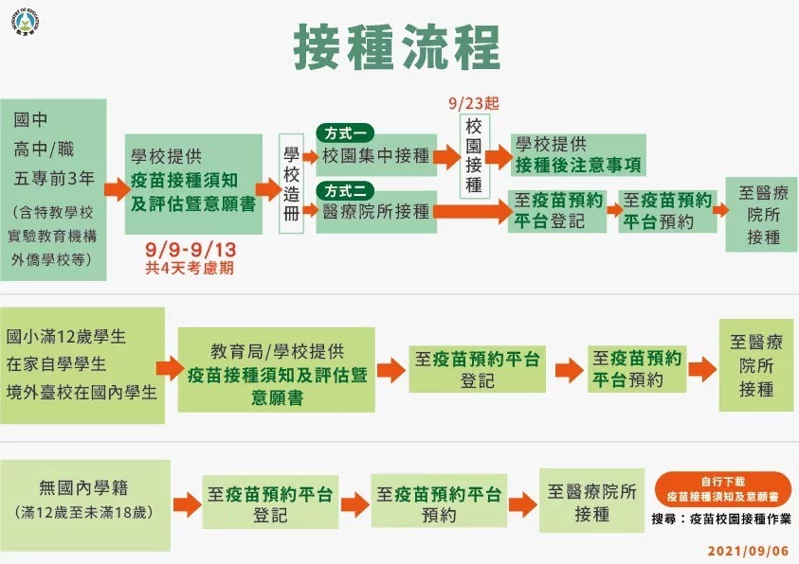 MINISTRY OF EDUCATION
教育部
接種流程
國中
高中/職
五專前3年
(含特教學校
實驗教育機構
外僑學校等)
學校提供
疫苗接種須知
及評估暨意願書
9/9-9/13
共4天考慮期
學校造冊
方式一
校園集中接種
方式二
醫療院所接種
9/23起
校園接種
學校提供
接種後注意事項
至疫苗預約
平台登記
至疫苗預約
平台預約
至醫療
院所
接種
國小滿12歲學生
在家自學學生
境外臺校在國內學生
教育局/學校提供
疫苗接種須知及評估暨
意願書
至疫苗預約平台
登記
至疫苗預約
平台預約
至醫療
院所
接種
無國內學籍
(滿12歲至未滿18歲)
至疫苗預約平台
登記
至疫苗預約平台
預約
至醫療院所
接種
自行下載
疫苗接種須知及意願書
搜尋：疫苗校園接種作業
2021/09/06